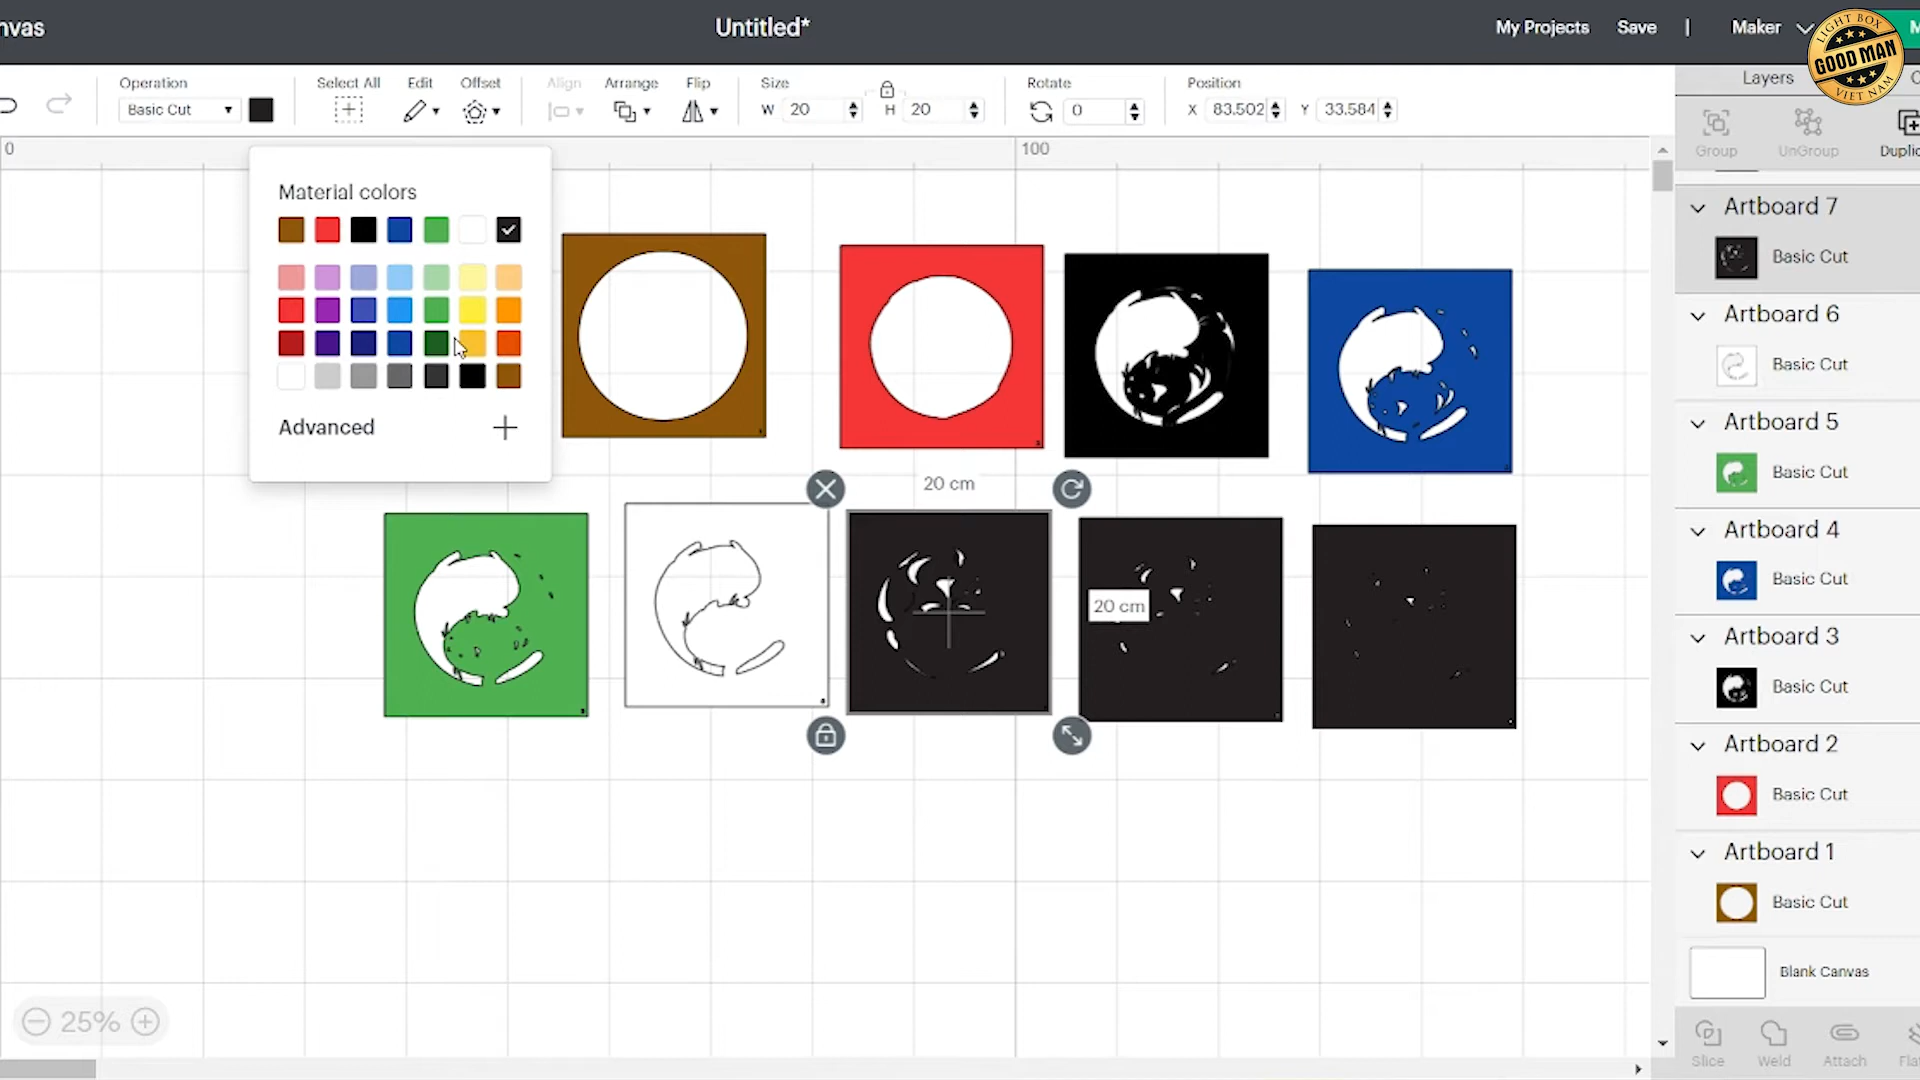 nvas
Untitled*
My Projects
Save
|
Maker
LIGHT BOX
GOOD MAN
VIET NAM
Operation
Basic Cut
Select All
Edit
Offset
Align
Arrange
Flip
Size
W 20
H 20
Rotate
0
Position
X 83.502
Y 33.584
Layers
Group
UnGroup
Duplic
0
100
Material colors
Advanced
20 cm
20 cm
Artboard 7
Basic Cut
Artboard 6
Basic Cut
Artboard 5
Basic Cut
Artboard 4
Basic Cut
Artboard 3
Basic Cut
Artboard 2
Basic Cut
Artboard 1
Basic Cut
Blank Canvas
25%
Slice
Weld
Attach
Flat